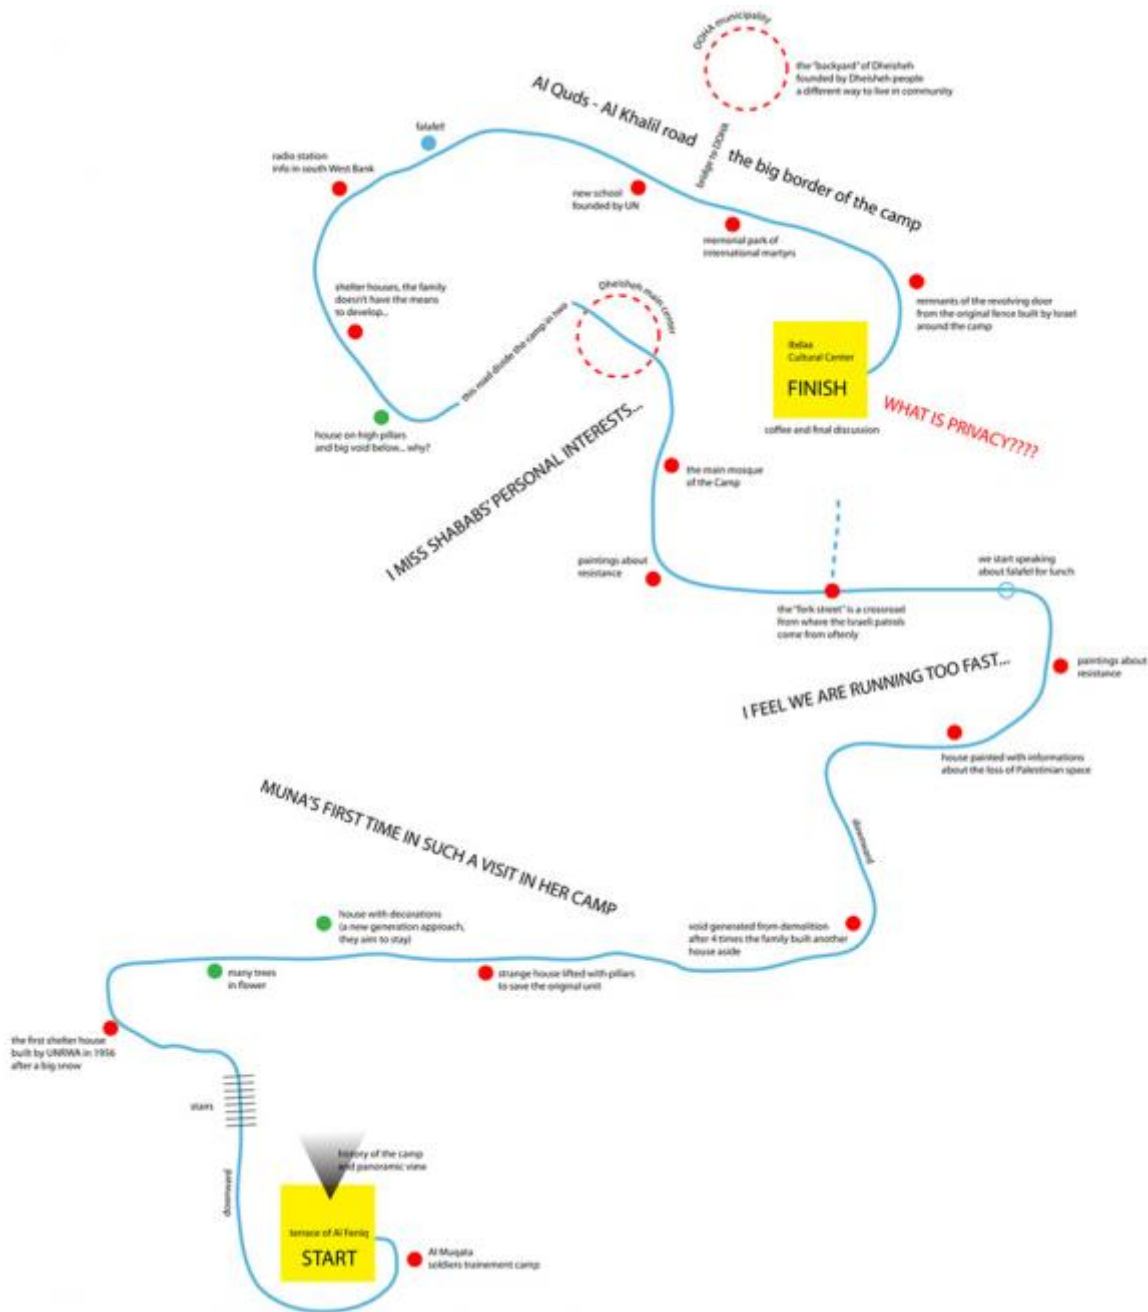 DOHA municipality
the "backyard" of Dheisheh
founded by Dheisheh people
a different way to live in community
Al Quds - Al Khalil road
the big border of the camp
bridge to DOHA
falafel!
radio station
info in south West Bank
new school
founded by UN
memorial park of
international martyrs
shelter houses, the family
doesn't have the means
to develop...
Dheisheh main center
this road divide the camp in two
remnants of the revolving door
from the original fence built by Israel
around the camp
Ibdaa
Cultural Center
FINISH
coffee and final discussion
WHAT IS PRIVACY????
house on high pillars
and big void below... why?
I MISS SHABABS' PERSONAL INTERESTS...
the main mosque
of the Camp
paintings about
resistance
the "fork street" is a crossroad
from where the Israeli patrols
come from oftenly
we start speaking
about falafel for lunch
paintings about
resistance
I FEEL WE ARE RUNNING TOO FAST...
house painted with informations
about the loss of Palestinian space
downward
MUNA'S FIRST TIME IN SUCH A VISIT IN HER CAMP
house with decorations
(a new generation approach,
they aim to stay)
void generated from demolition
after 4 times the family built another
house aside
many trees
in flower
strange house lifted with pillars
to save the original unit
the first shelter house
built by UNRWA in 1956
after a big snow
stairs
downward
history of the camp
and panoramic view
terrace of Al Feniq
START
Al Muqata
soldiers trainement camp